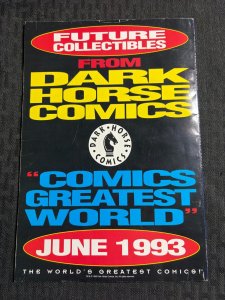 FUTURE
COLLECTIBLES
FROM
DARK
HORSE
COMICS
DARK HORSE
COMICS
"COMICS
GREATEST
WORLD"
JUNE 1993
THE WORLD'S GREATEST COMICS!